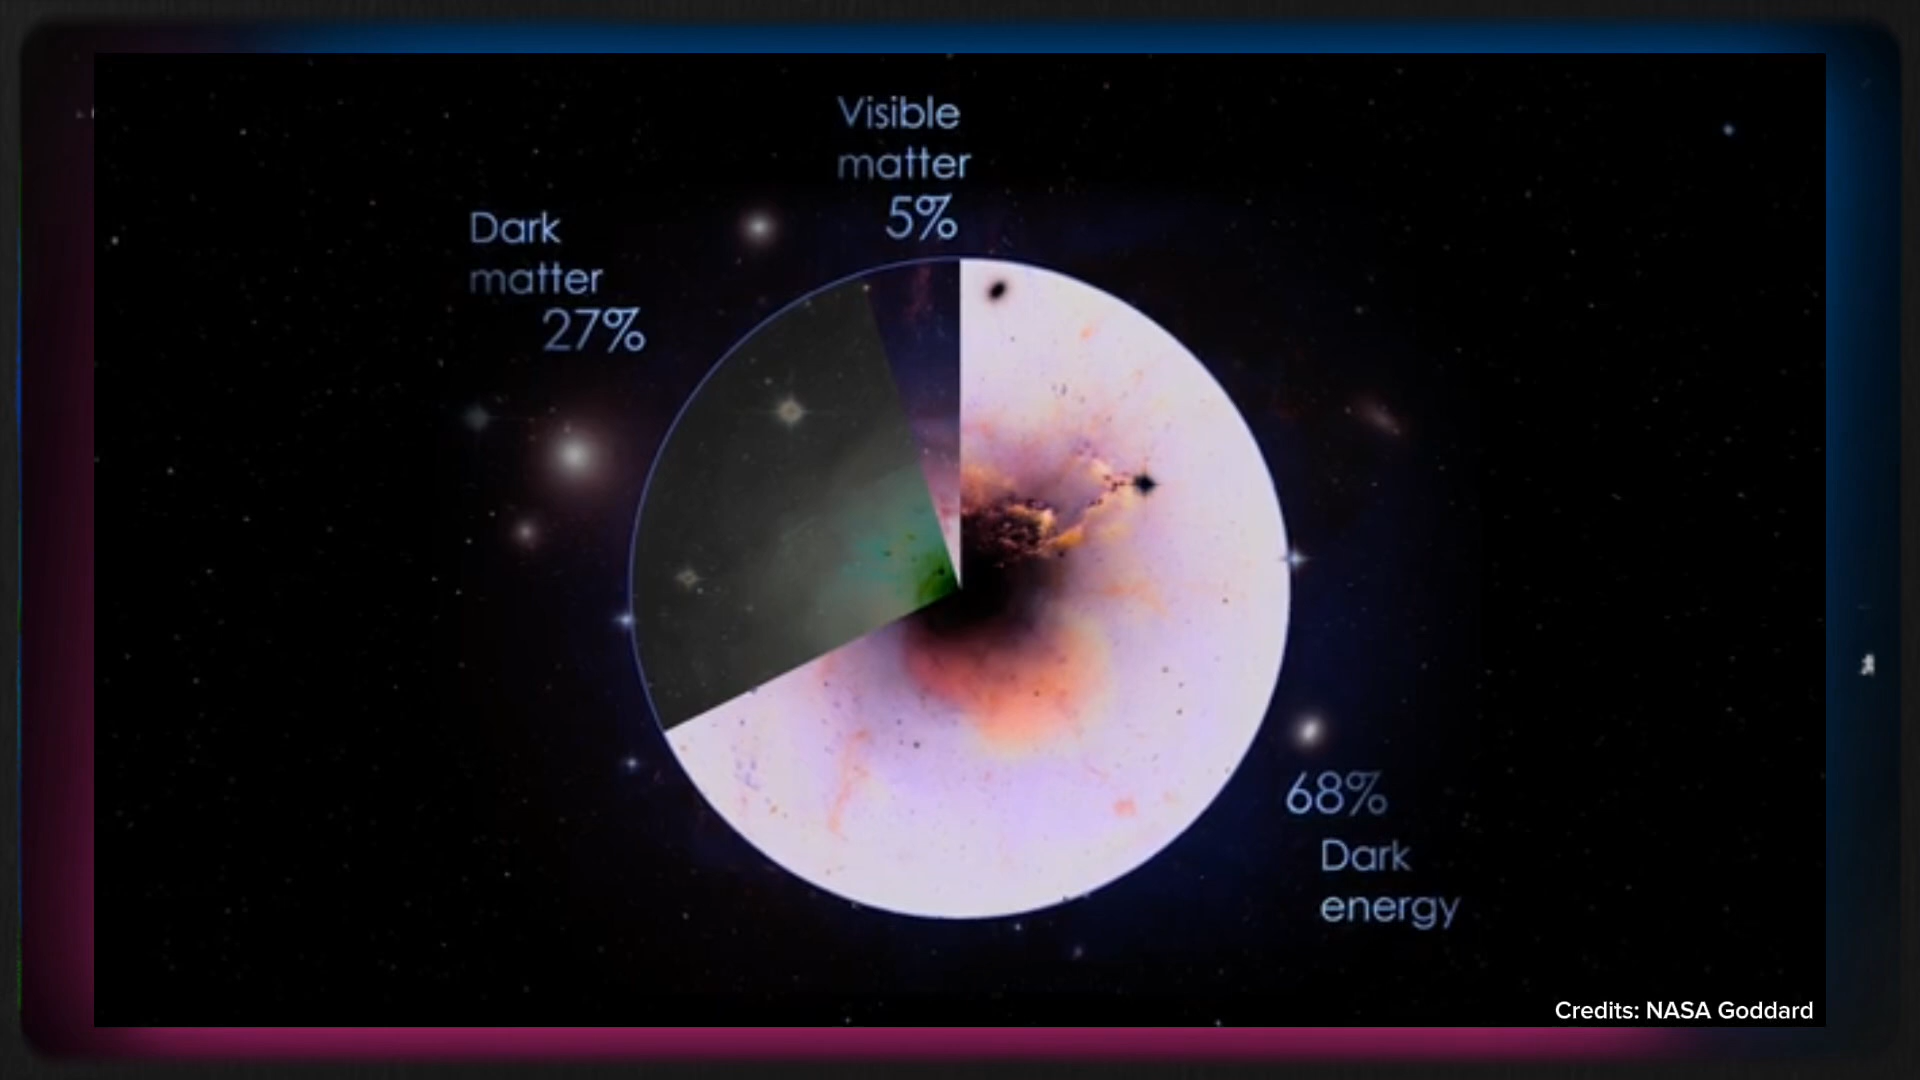 Visible
matter
5%
Dark
matter
27%
68%
Dark
energy
Credits: NASA Goddard